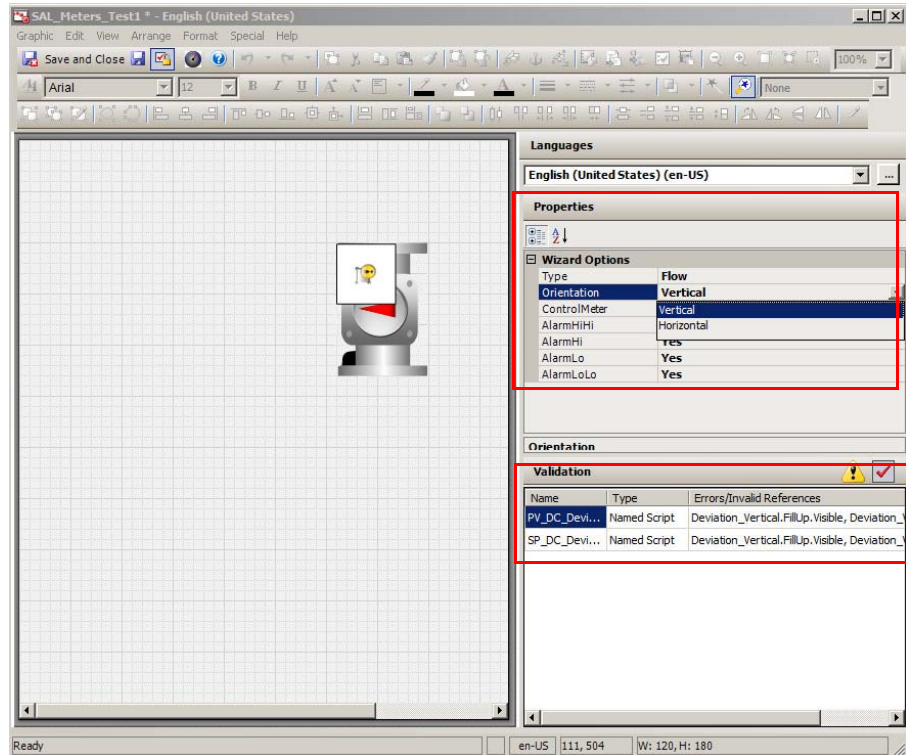 SAL_Meters_Test1 * - English (United States)
Graphic Edit View Arrange Format Special Help
Save and Close 100%
Arial 12 B I U A A A None
Languages
English (United States) (en-US) ...
Properties
Wizard Options
Type Flow
Orientation Vertical
ControlMeter Vertical
AlarmHiHi Horizontal
AlarmHi Yes
AlarmLo Yes
AlarmLoLo Yes
Orientation
Validation
Name Type Errors/Invalid References
PV_DC_Devi... Named Script Deviation_Vertical.FillUp.Visible, Deviation_V
SP_DC_Devi... Named Script Deviation_Vertical.FillUp.Visible, Deviation_V
Ready en-US 111, 504 W: 120, H: 180